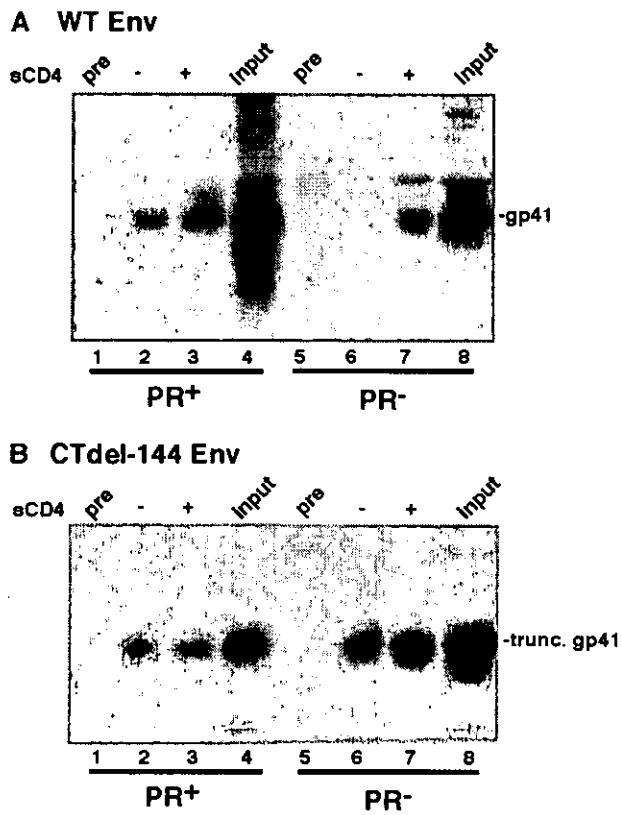 A WT Env
sCD4 pre - + Input pre - + Input
-gp41
1 2 3 4 5 6 7 8
PR+ PR-
B CTdel-144 Env
sCD4 pre - + Input pre - + Input
-trunc. gp41
1 2 3 4 5 6 7 8
PR+ PR-